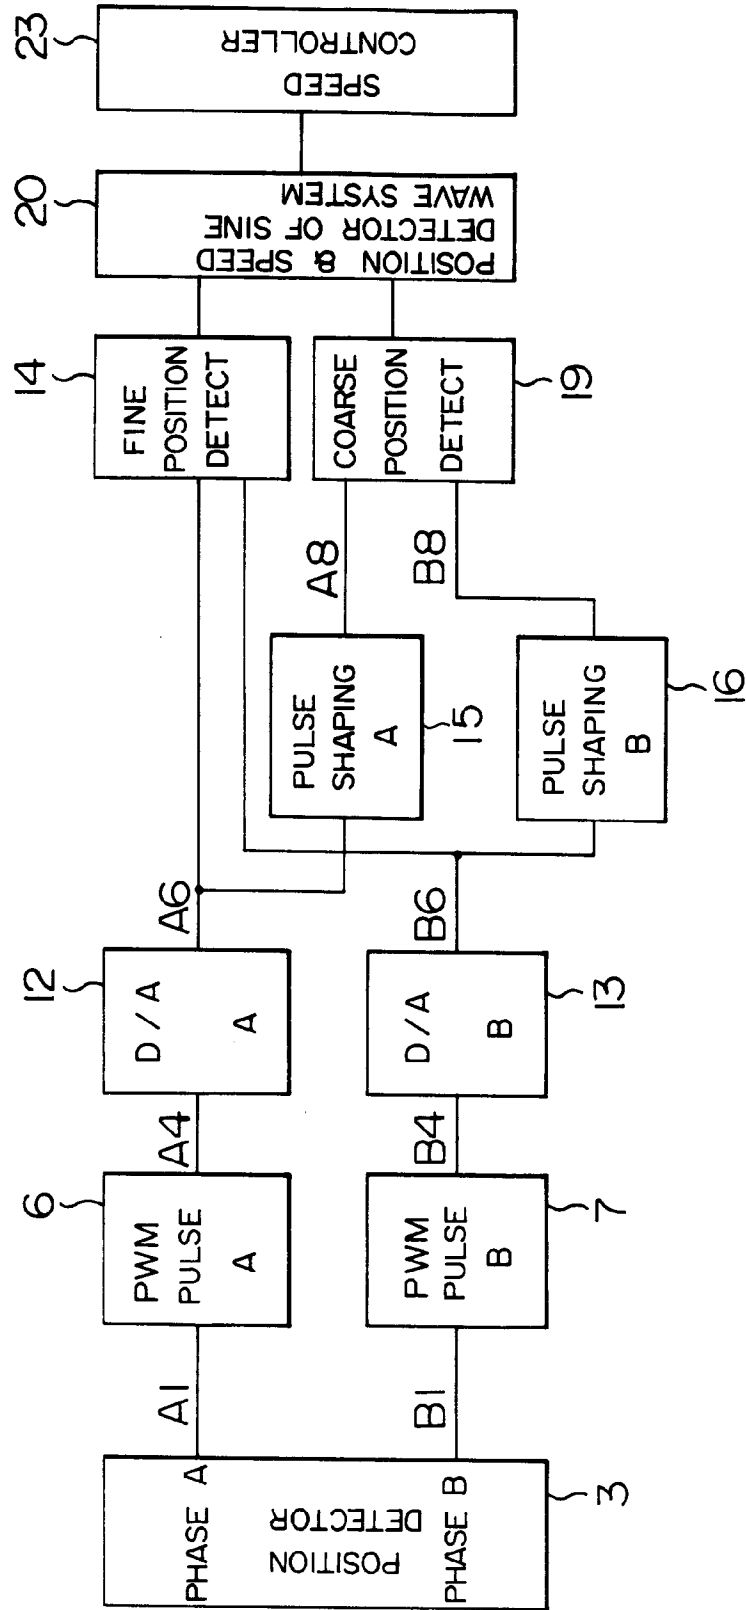 3
POSITION
DETECTOR
PHASE A
PHASE B
A1
B1
6
PWM
PULSE
A
7
PWM
PULSE
B
A4
B4
12
D/A
A
13
D/A
B
A6
B6
15
PULSE
SHAPING
A
16
PULSE
SHAPING
B
A8
B8
14
FINE
POSITION
DETECT
19
COARSE
POSITION
DETECT
20
POSITION & SPEED
DETECTOR OF SINE
WAVE SYSTEM
23
SPEED
CONTROLLER